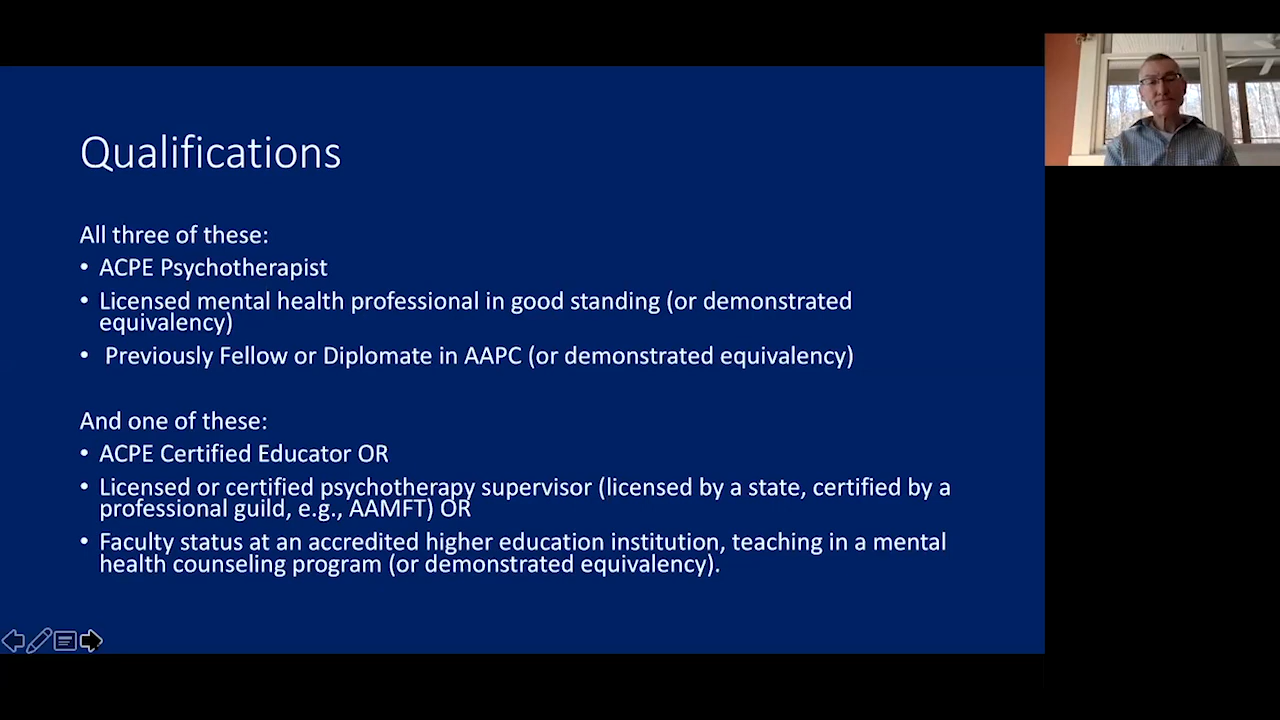 Qualifications
All three of these:
• ACPE Psychotherapist
• Licensed mental health professional in good standing (or demonstrated
equivalency)
• Previously Fellow or Diplomate in AAPC (or demonstrated equivalency)
And one of these:
• ACPE Certified Educator OR
• Licensed or certified psychotherapy supervisor (licensed by a state, certified by a
professional guild, e.g., AAMFT) OR
• Faculty status at an accredited higher education institution, teaching in a mental
health counseling program (or demonstrated equivalency).